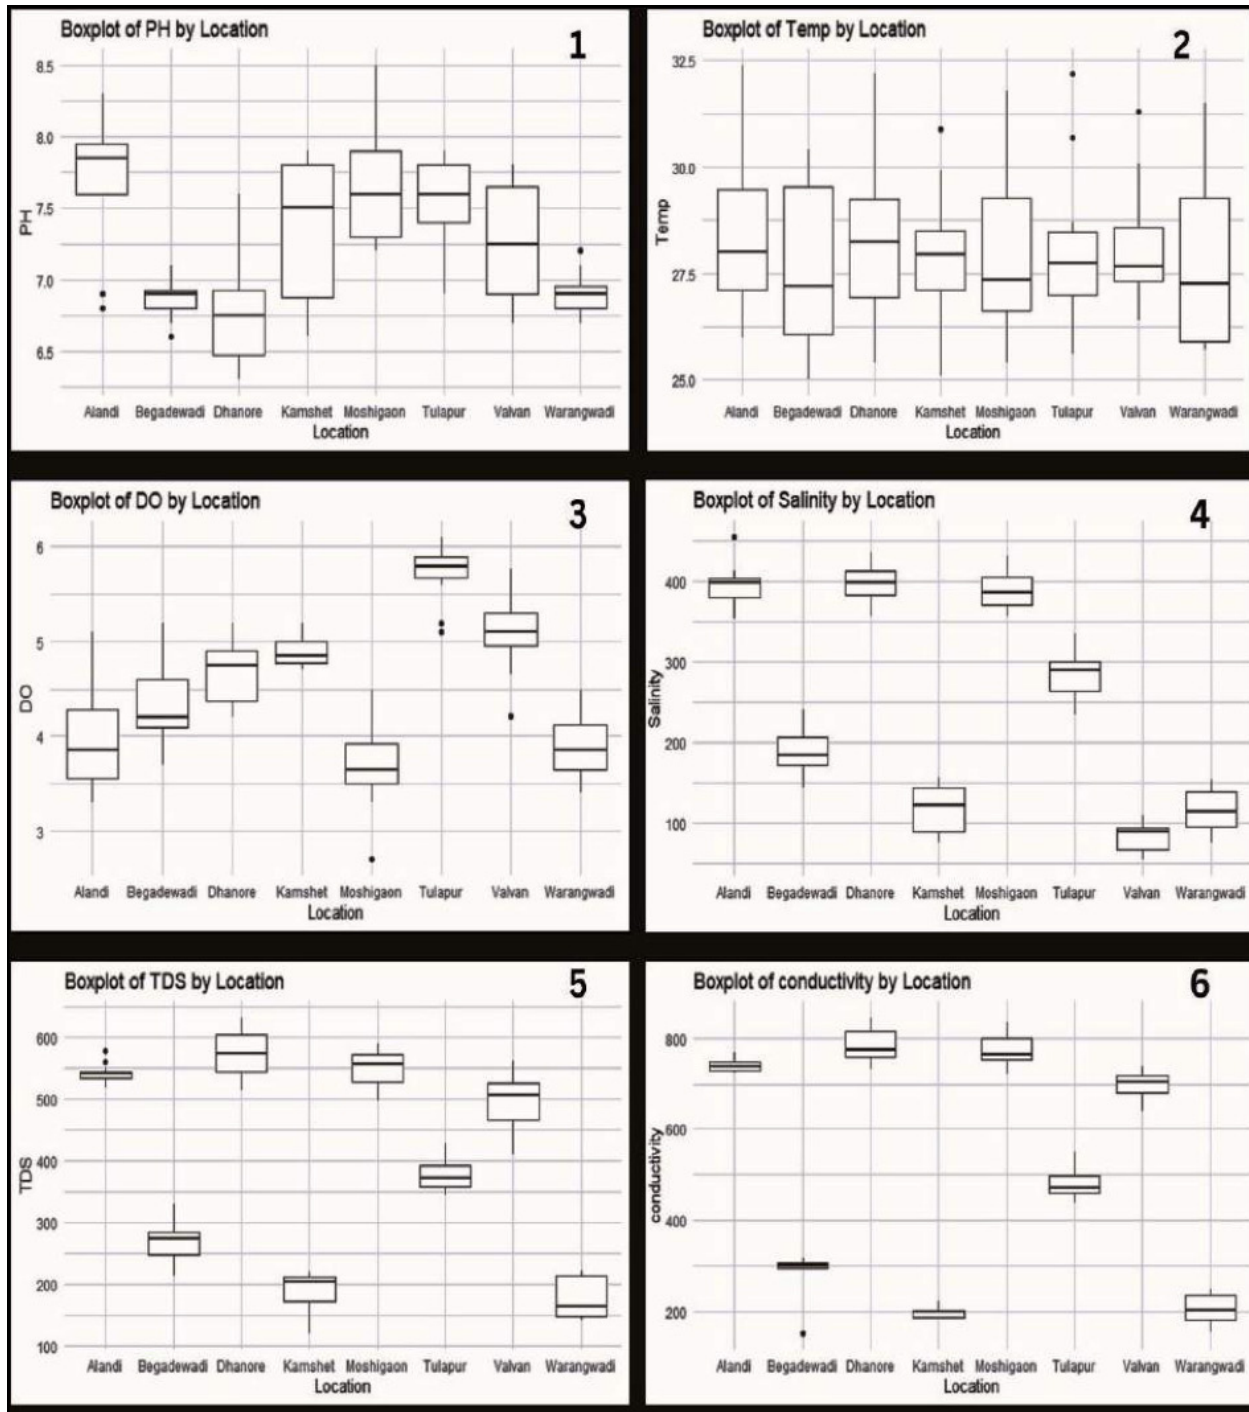 Boxplot of PH by Location
1
8.5
8.0
7.5
7.0
6.5
PH
Alandi Begadewadi Dhanore Kamshet Moshigaon Tulapur Valvan Warangwadi
Location
Boxplot of Temp by Location
2
32.5
30.0
27.5
25.0
Temp
Alandi Begadewadi Dhanore Kamshet Moshigaon Tulapur Valvan Warangwadi
Location
Boxplot of DO by Location
3
6
5
4
3
DO
Alandi Begadewadi Dhanore Kamshet Moshigaon Tulapur Valvan Warangwadi
Location
Boxplot of Salinity by Location
4
400
300
200
100
Salinity
Alandi Begadewadi Dhanore Kamshet Moshigaon Tulapur Valvan Warangwadi
Location
Boxplot of TDS by Location
5
600
500
400
300
200
100
TDS
Alandi Begadewadi Dhanore Kamshet Moshigaon Tulapur Valvan Warangwadi
Location
Boxplot of conductivity by Location
6
800
600
400
200
conductivity
Alandi Begadewadi Dhanore Kamshet Moshigaon Tulapur Valvan Warangwadi
Location